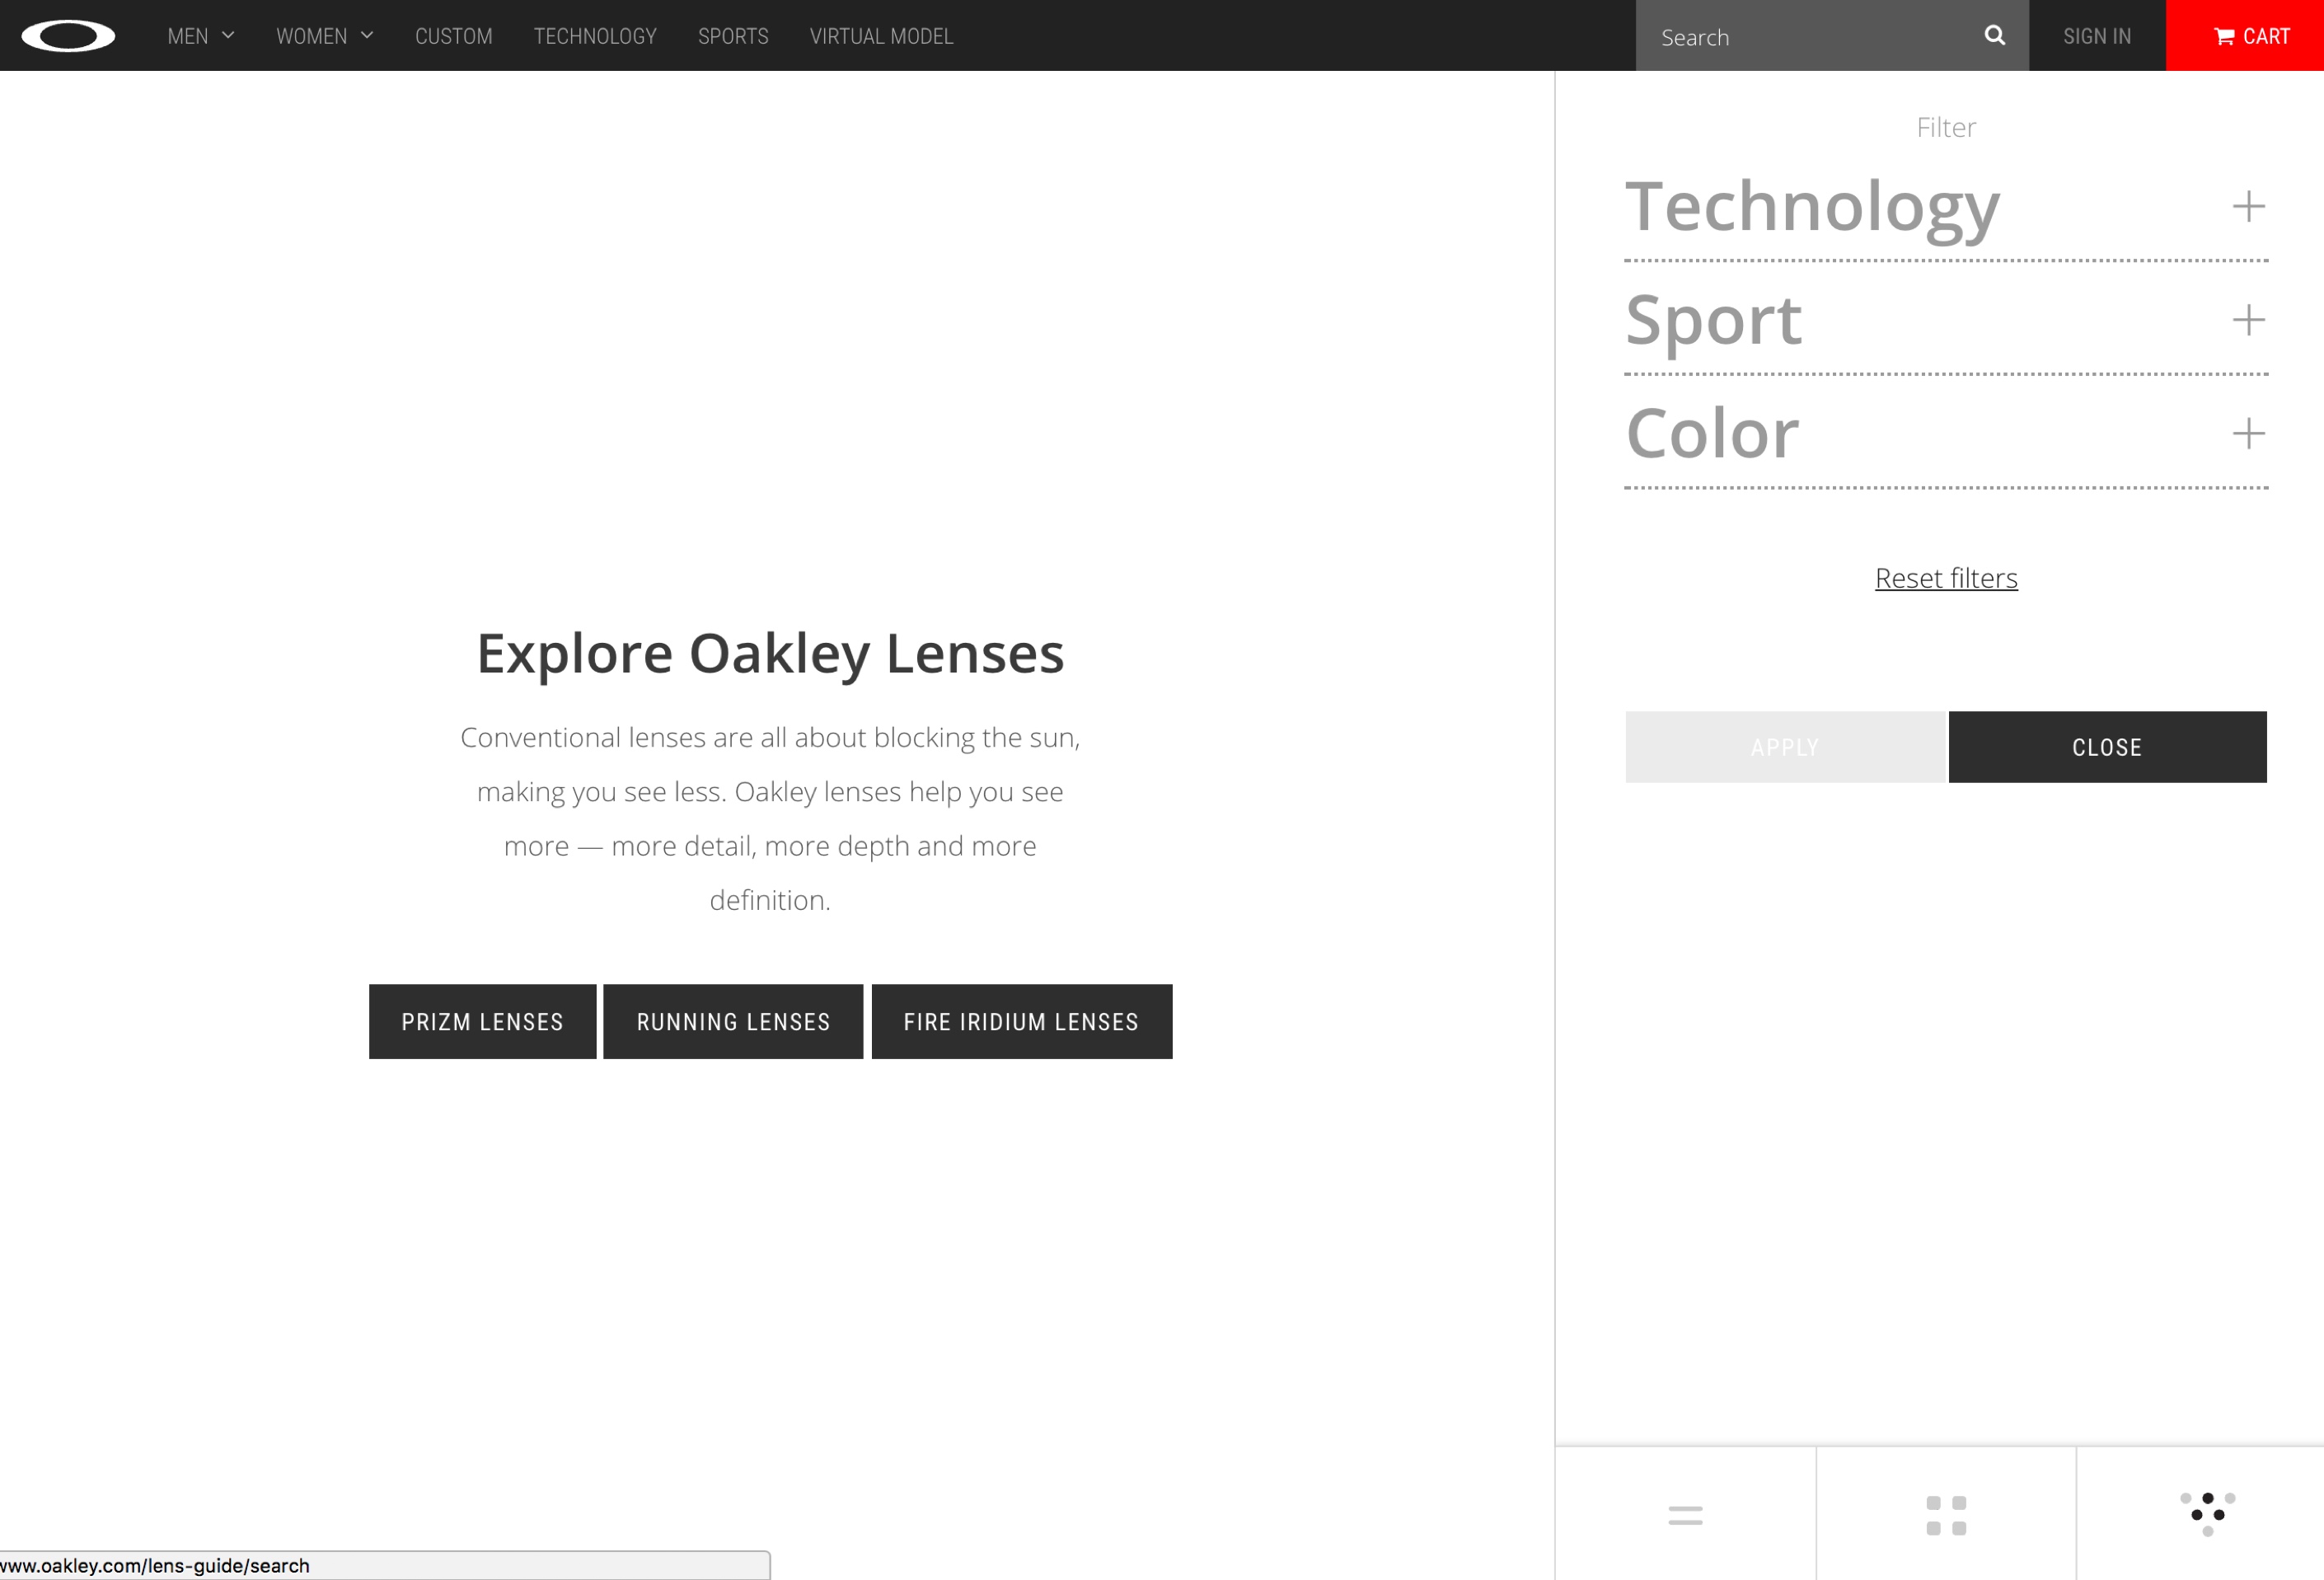 MEN WOMEN CUSTOM TECHNOLOGY SPORTS VIRTUAL MODEL Search SIGN IN CART
Filter
Technology
Sport
Color
Reset filters
APPLY CLOSE
Explore Oakley Lenses
Conventional lenses are all about blocking the sun,
making you see less. Oakley lenses help you see
more — more detail, more depth and more
definition.
PRIZM LENSES RUNNING LENSES FIRE IRIDIUM LENSES
www.oakley.com/lens-guide/search